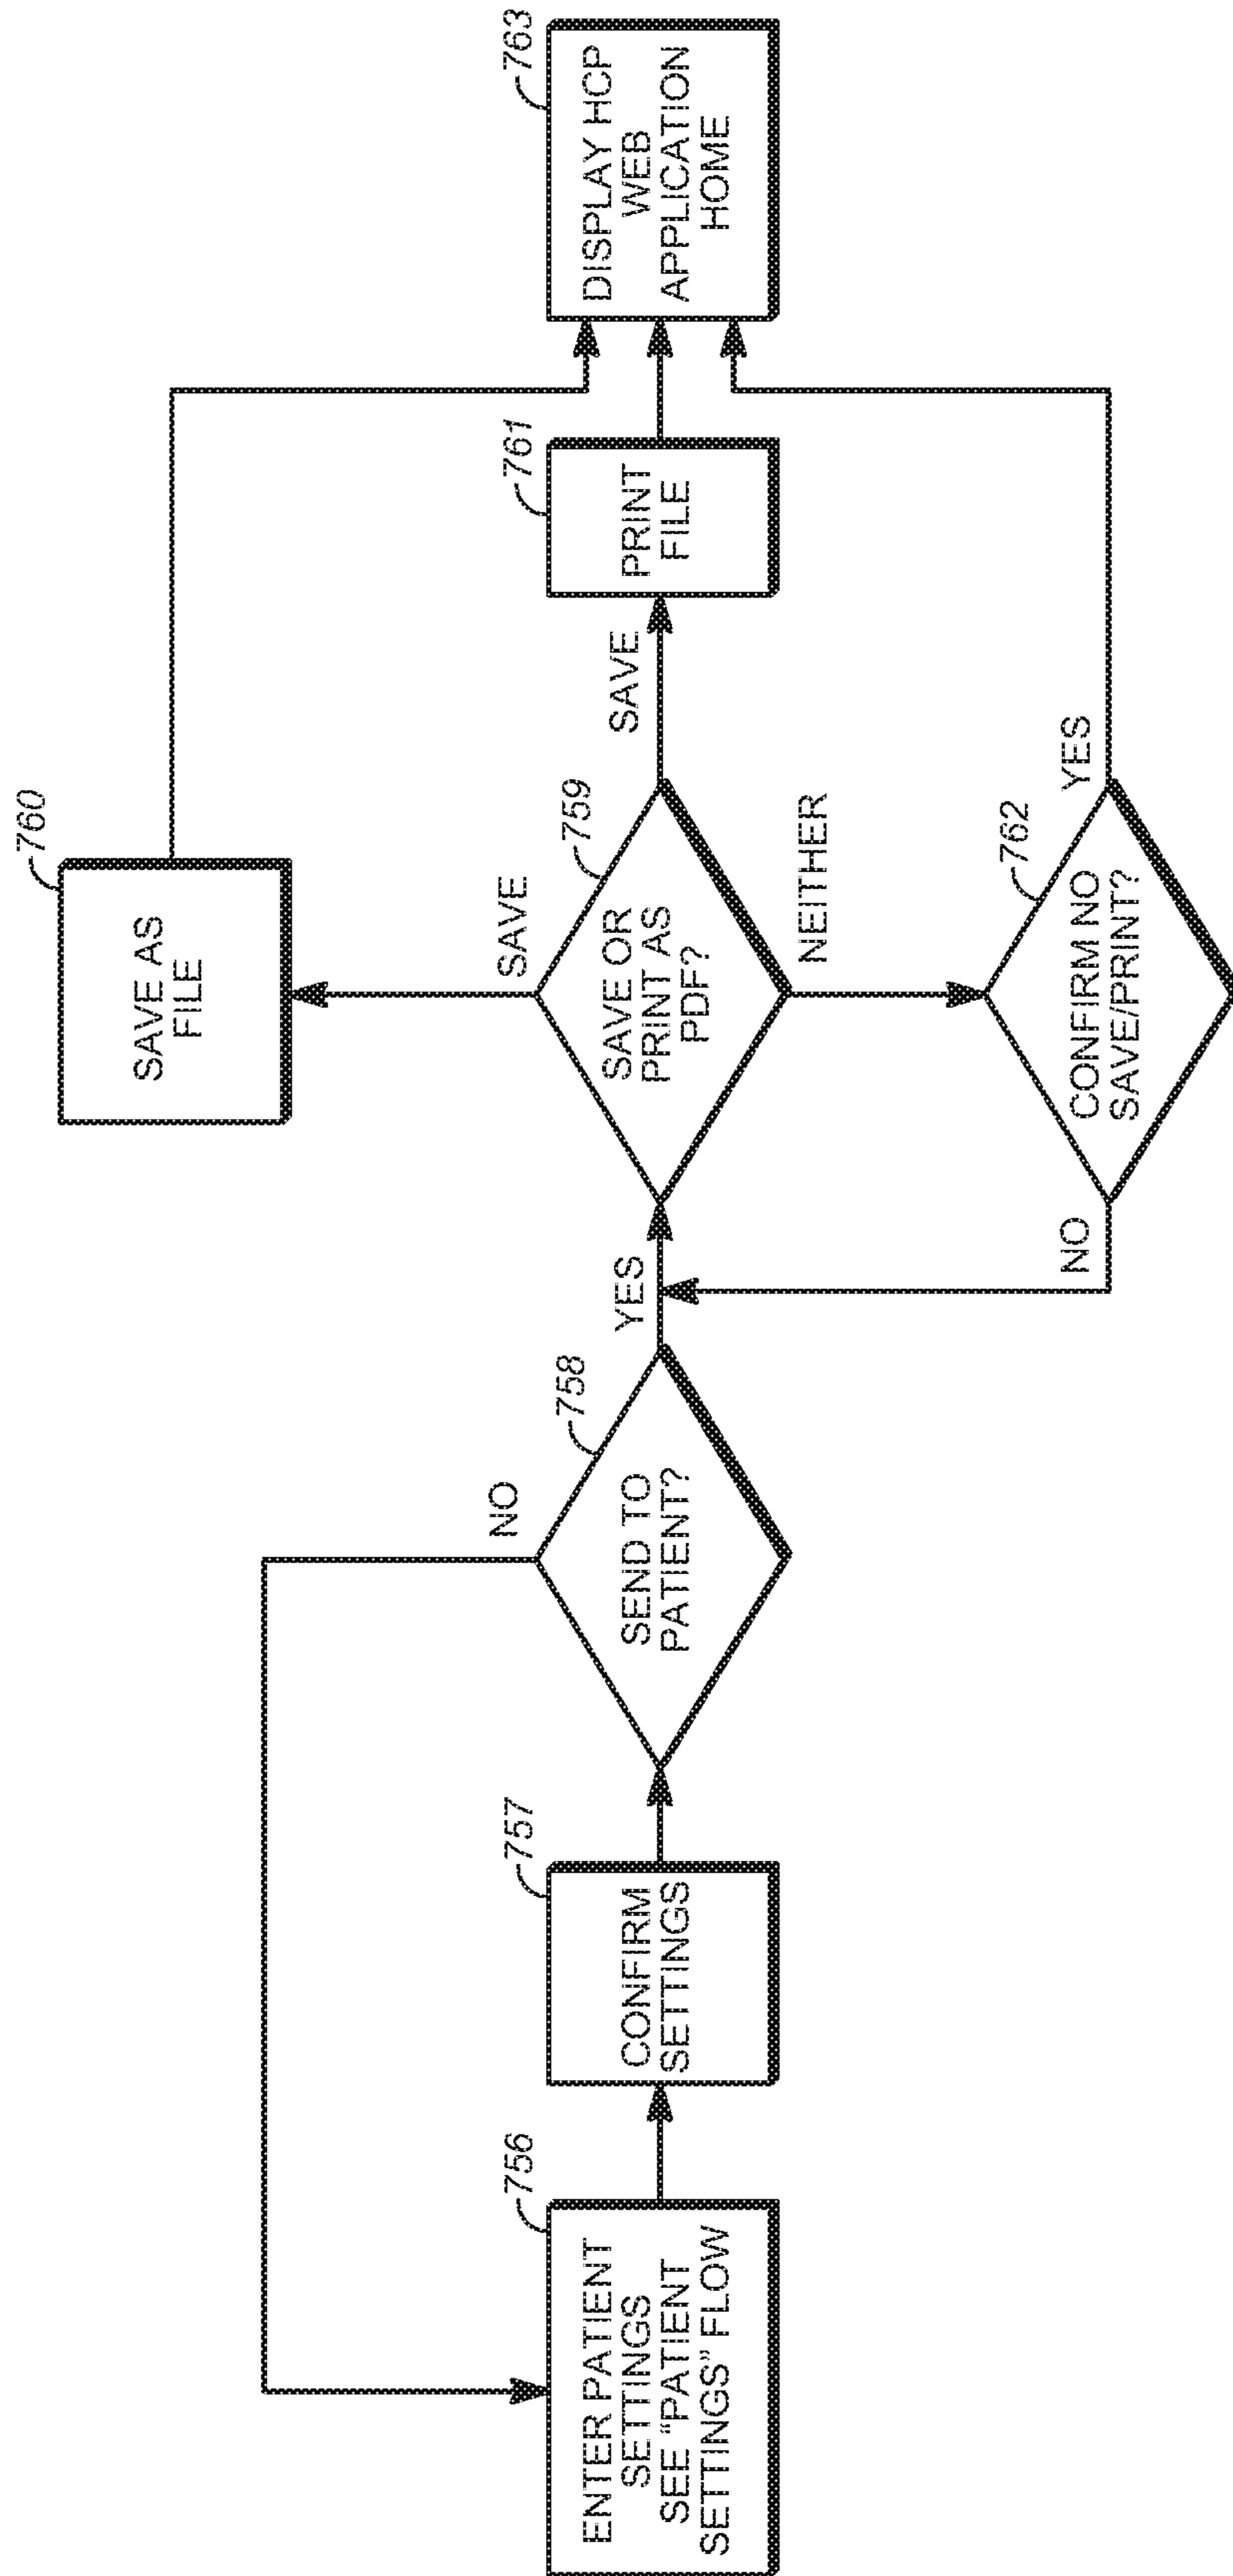 756
ENTER PATIENT
SETTINGS
SEE “PATIENT
SETTINGS” FLOW
757
CONFIRM
SETTINGS
758
SEND TO
PATIENT?
NO
YES
759
SAVE OR
PRINT AS
PDF?
SAVE
760
SAVE AS
FILE
SAVE
761
PRINT
FILE
NEITHER
762
CONFIRM NO
SAVE/PRINT?
NO
YES
763
DISPLAY HCP
WEB
APPLICATION
HOME